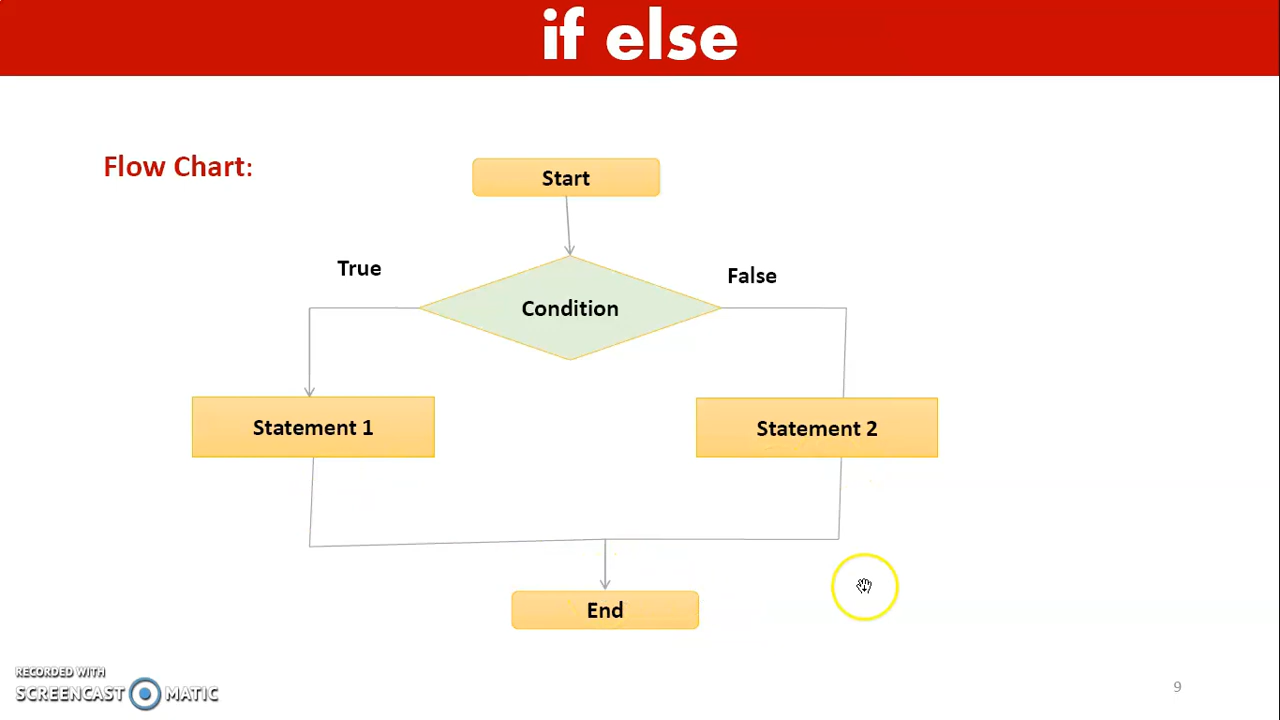 if else
Flow Chart:
Start
True
False
Condition
Statement 1
Statement 2
End
RECORDED WITH
SCREENCAST MATIC
9